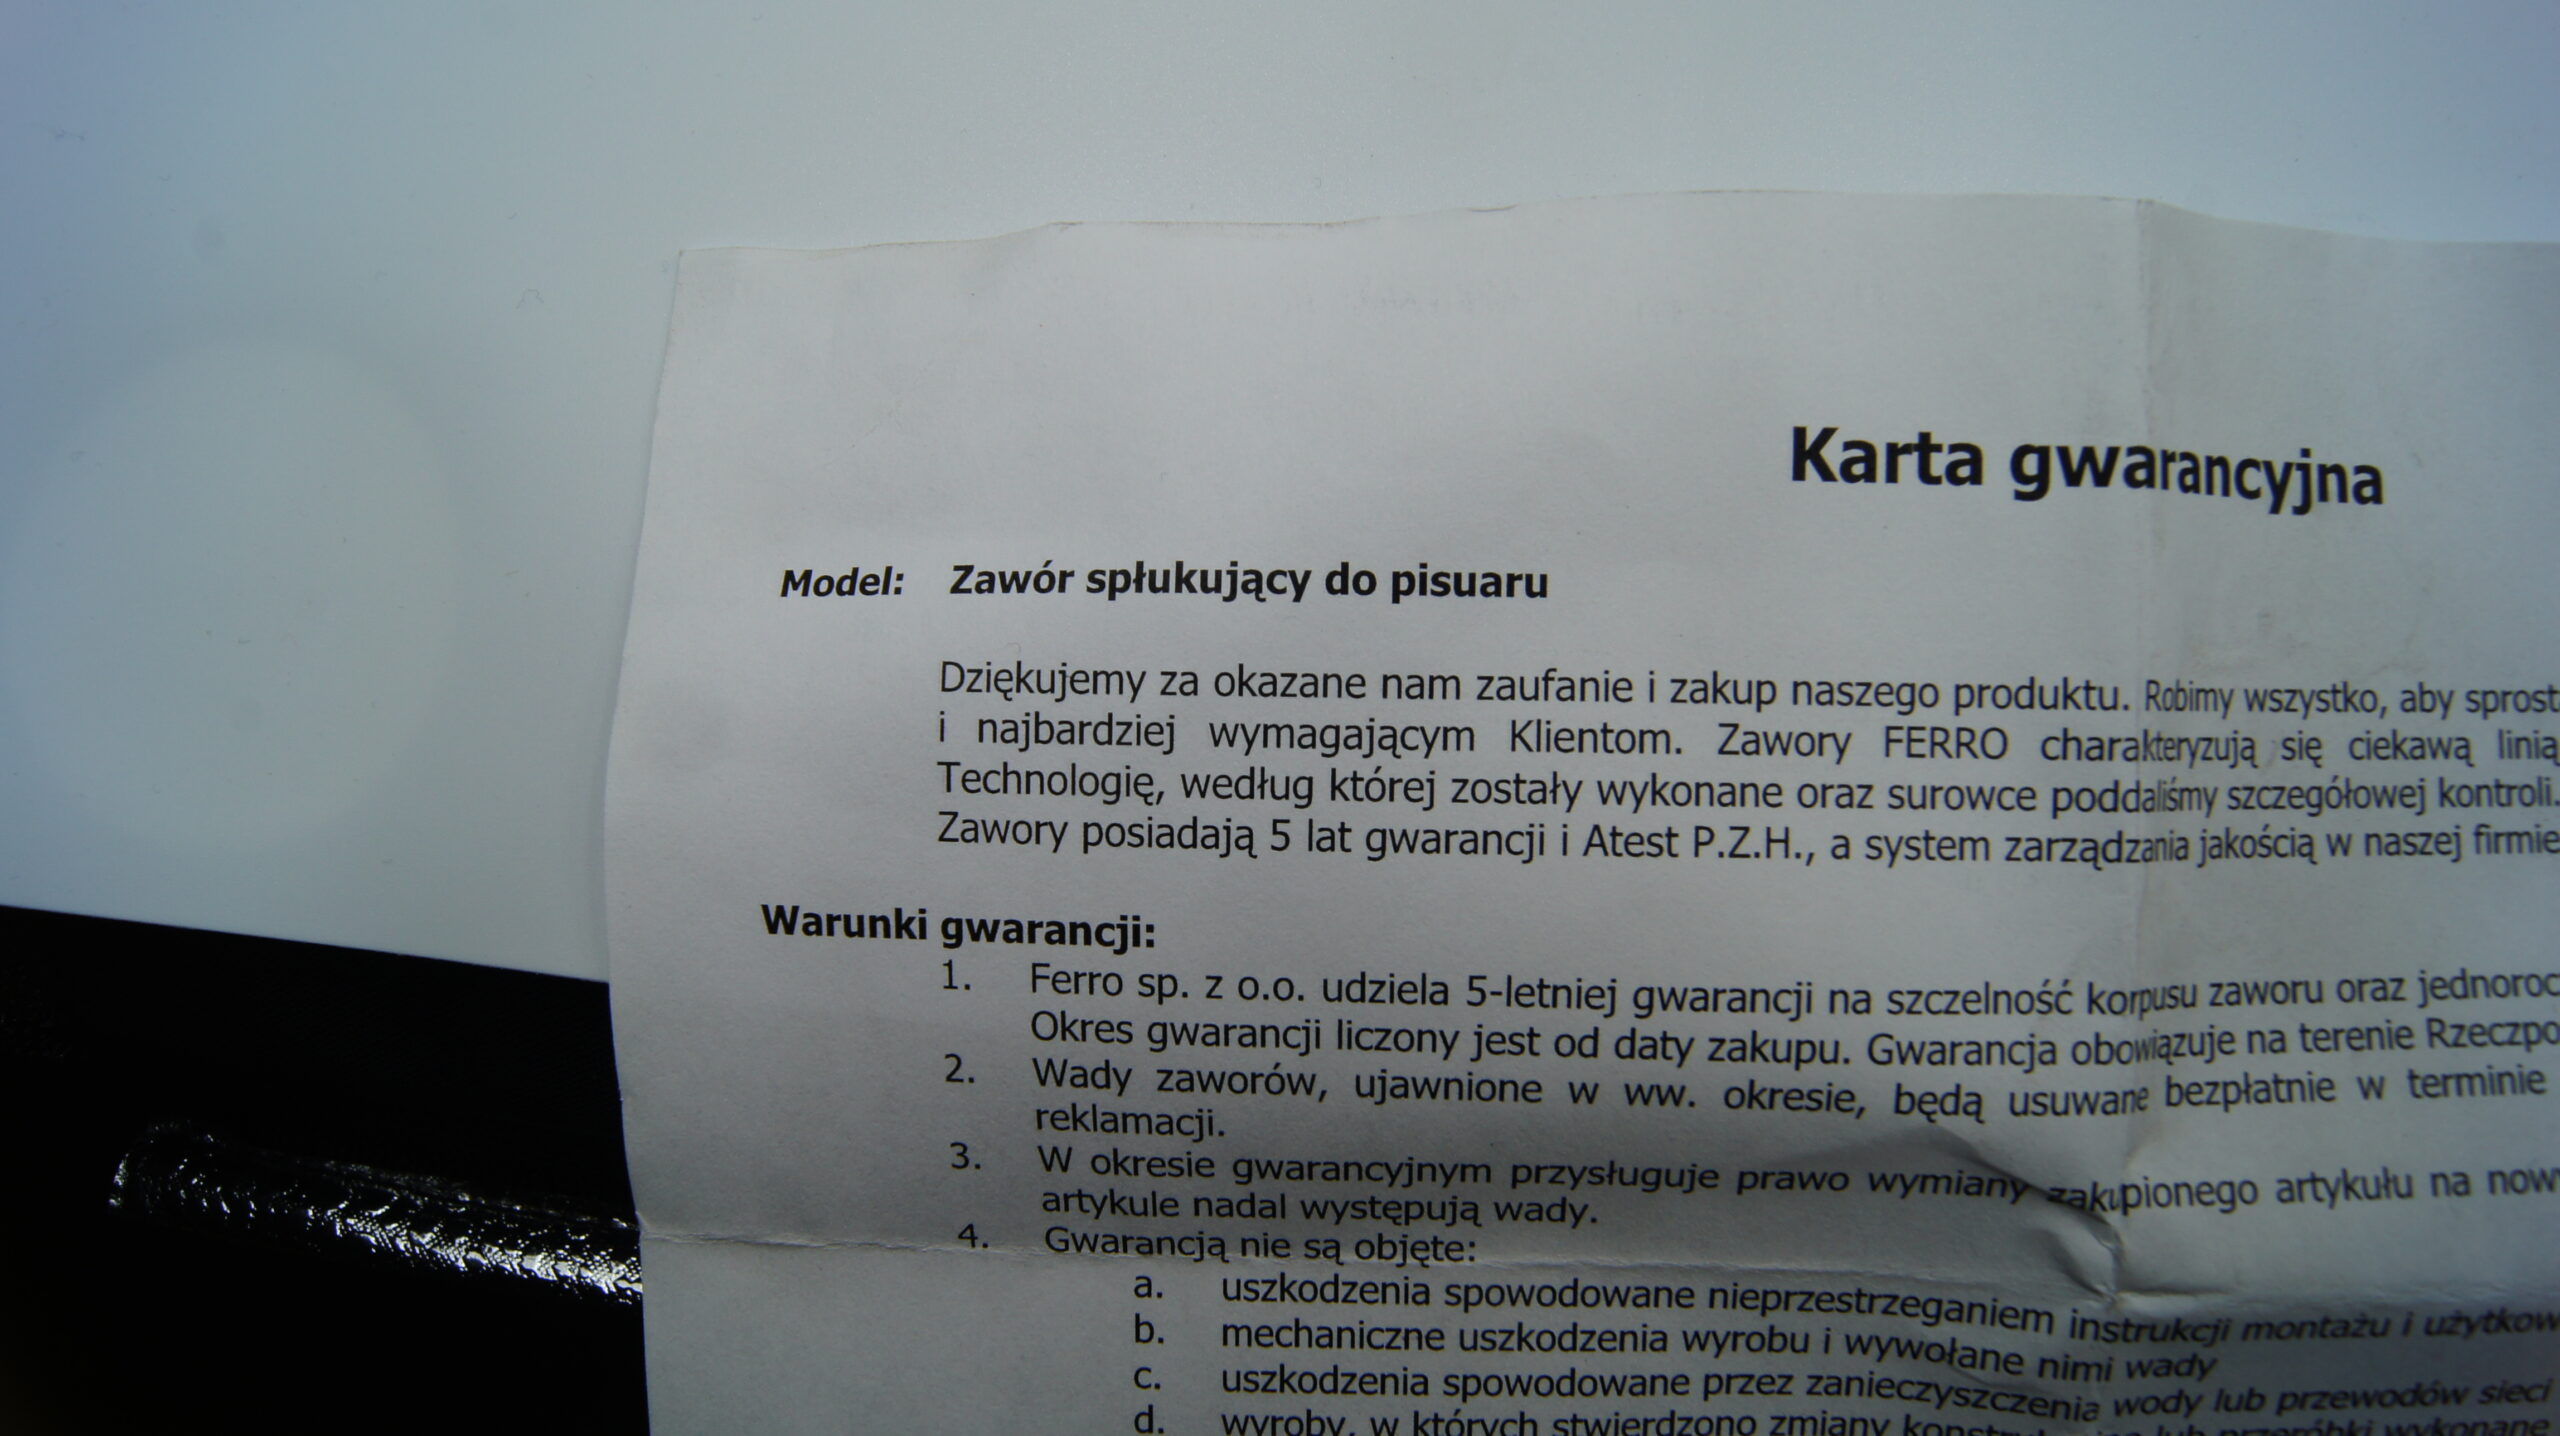 Karta gwarancyjna
Model: Zawór spłukujący do pisuaru
Dziękujemy za okazane nam zaufanie i zakup naszego produktu. Robimy wszystko, aby sprost
i najbardziej wymagającym Klientom. Zawory FERRO charakteryzują się ciekawą linią
Technologię, według której zostały wykonane oraz surowce poddaliśmy szczegółowej kontroli.
Zawory posiadają 5 lat gwarancji i Atest P.Z.H., a system zarządzania jakością w naszej firmie
Warunki gwarancji:
1. Ferro sp. z o.o. udziela 5-letniej gwarancji na szczelność korpusu zaworu oraz jednoroc
Okres gwarancji liczony jest od daty zakupu. Gwarancja obowiązuje na terenie Rzeczpo
2. Wady zaworów, ujawnione w ww. okresie, będą usuwane bezpłatnie w terminie
reklamacji.
3. W okresie gwarancyjnym przysługuje prawo wymiany zakupionego artykułu na now
artykule nadal występują wady.
4. Gwarancją nie są objęte:
a. uszkodzenia spowodowane nieprzestrzeganiem instrukcji montażu i użytkow
b. mechaniczne uszkodzenia wyrobu i wywołane nimi wady
c. uszkodzenia spowodowane przez zanieczyszczenia wody lub przewodów sieci
d. wyroby, w których stwierdzono zmiany lub przeróbki wykonane